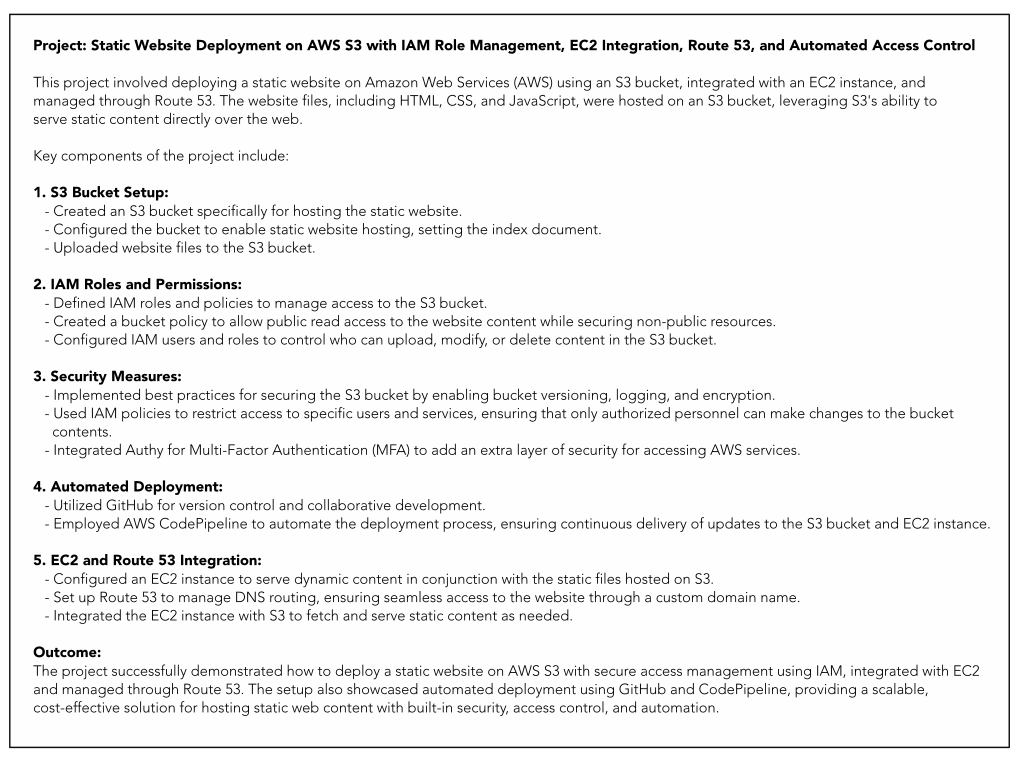 Project: Static Website Deployment on AWS S3 with IAM Role Management, EC2 Integration, Route 53, and Automated Access Control
This project involved deploying a static website on Amazon Web Services (AWS) using an S3 bucket, integrated with an EC2 instance, and
managed through Route 53. The website files, including HTML, CSS, and JavaScript, were hosted on an S3 bucket, leveraging S3's ability to
serve static content directly over the web.
Key components of the project include:
1. S3 Bucket Setup:
- Created an S3 bucket specifically for hosting the static website.
- Configured the bucket to enable static website hosting, setting the index document.
- Uploaded website files to the S3 bucket.
2. IAM Roles and Permissions:
- Defined IAM roles and policies to manage access to the S3 bucket.
- Created a bucket policy to allow public read access to the website content while securing non-public resources.
- Configured IAM users and roles to control who can upload, modify, or delete content in the S3 bucket.
3. Security Measures:
- Implemented best practices for securing the S3 bucket by enabling bucket versioning, logging, and encryption.
- Used IAM policies to restrict access to specific users and services, ensuring that only authorized personnel can make changes to the bucket
contents.
- Integrated Authy for Multi-Factor Authentication (MFA) to add an extra layer of security for accessing AWS services.
4. Automated Deployment:
- Utilized GitHub for version control and collaborative development.
- Employed AWS CodePipeline to automate the deployment process, ensuring continuous delivery of updates to the S3 bucket and EC2 instance.
5. EC2 and Route 53 Integration:
- Configured an EC2 instance to serve dynamic content in conjunction with the static files hosted on S3.
- Set up Route 53 to manage DNS routing, ensuring seamless access to the website through a custom domain name.
- Integrated the EC2 instance with S3 to fetch and serve static content as needed.
Outcome:
The project successfully demonstrated how to deploy a static website on AWS S3 with secure access management using IAM, integrated with EC2
and managed through Route 53. The setup also showcased automated deployment using GitHub and CodePipeline, providing a scalable,
cost-effective solution for hosting static web content with built-in security, access control, and automation.